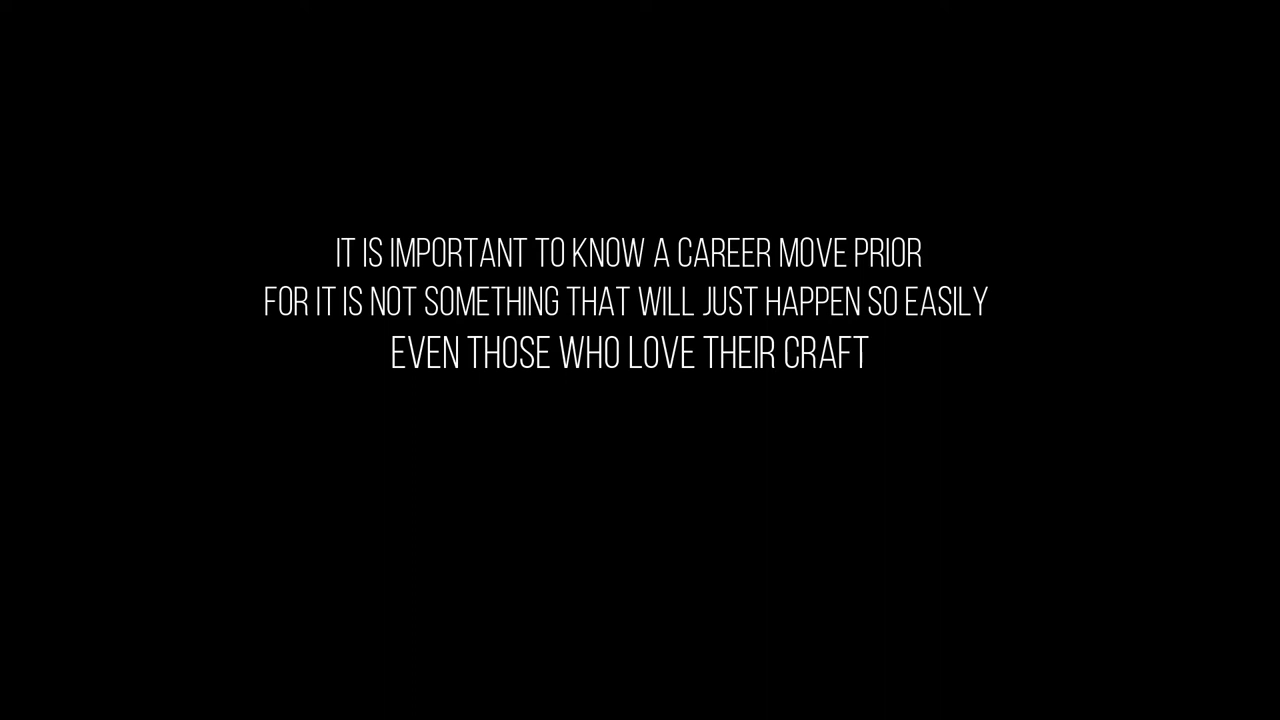 IT IS IMPORTANT TO KNOW A CAREER MOVE PRIOR
FOR IT IS NOT SOMETHING THAT WILL JUST HAPPEN SO EASILY
EVEN THOSE WHO LOVE THEIR CRAFT